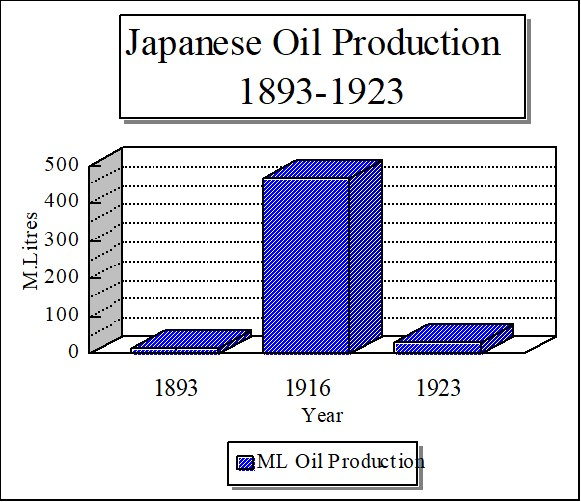 Japanese Oil Production
1893-1923
500
400
300
200
100
0
M.Litres
1893 1916 1923
Year
ML Oil Production